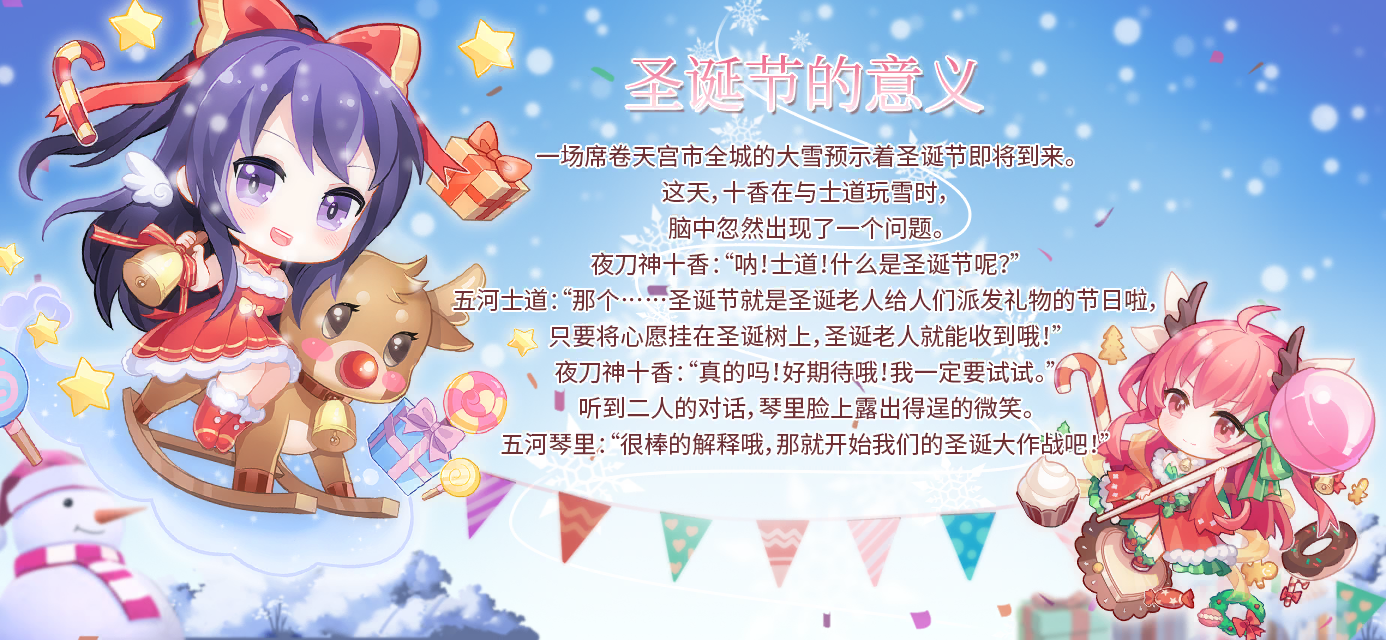 圣诞节的意义
一场席卷天宫市全城的大雪预示着圣诞节即将到来。
这天,十香在与士道玩雪时,
脑中忽然出现了一个问题。
夜刀神十香:“呐!士道!什么是圣诞节呢?”
五河士道:“那个……圣诞节就是圣诞老人给人们派发礼物的节日啦,
只要将心愿挂在圣诞树上,圣诞老人就能收到哦!”
夜刀神十香:“真的吗!好期待哦!我一定要试试。”
听到二人的对话,琴里脸上露出得逞的微笑。
五河琴里:“很棒的解释哦,那就开始我们的圣诞大作战吧!”